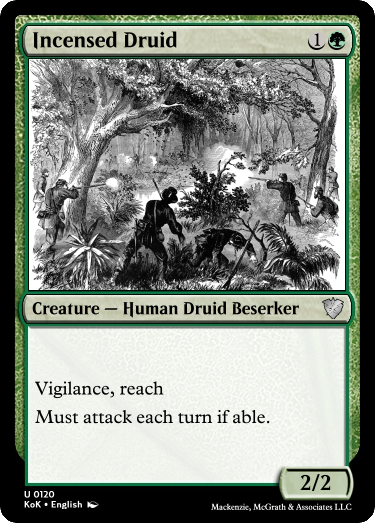 Incensed Druid 1
Creature — Human Druid Beserker
Vigilance, reach
Must attack each turn if able.
2/2
U 0120
KoK • English
Mackenzie, McGrath & Associates LLC